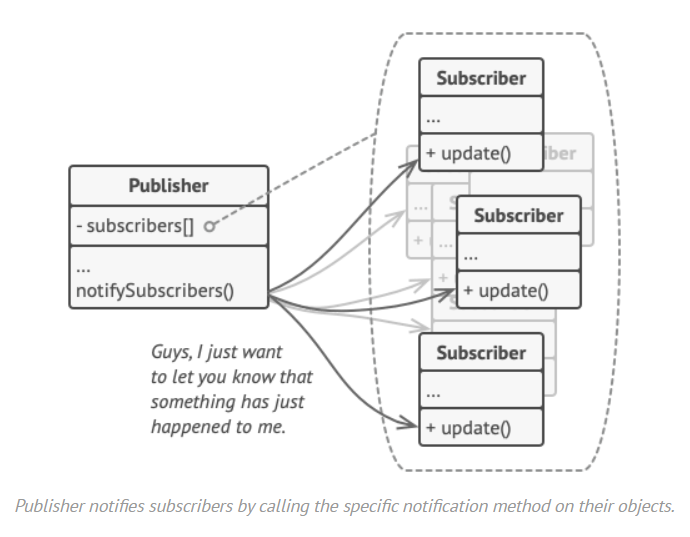 Publisher
- subscribers[]
...
notifySubscribers()
Guys, I just want
to let you know that
something has just
happened to me.
Subscriber
...
+ update()
iber
...
+
Subscriber
...
+ update()
...
+
S
S
Subscriber
...
+ update()
Publisher notifies subscribers by calling the specific notification method on their objects.